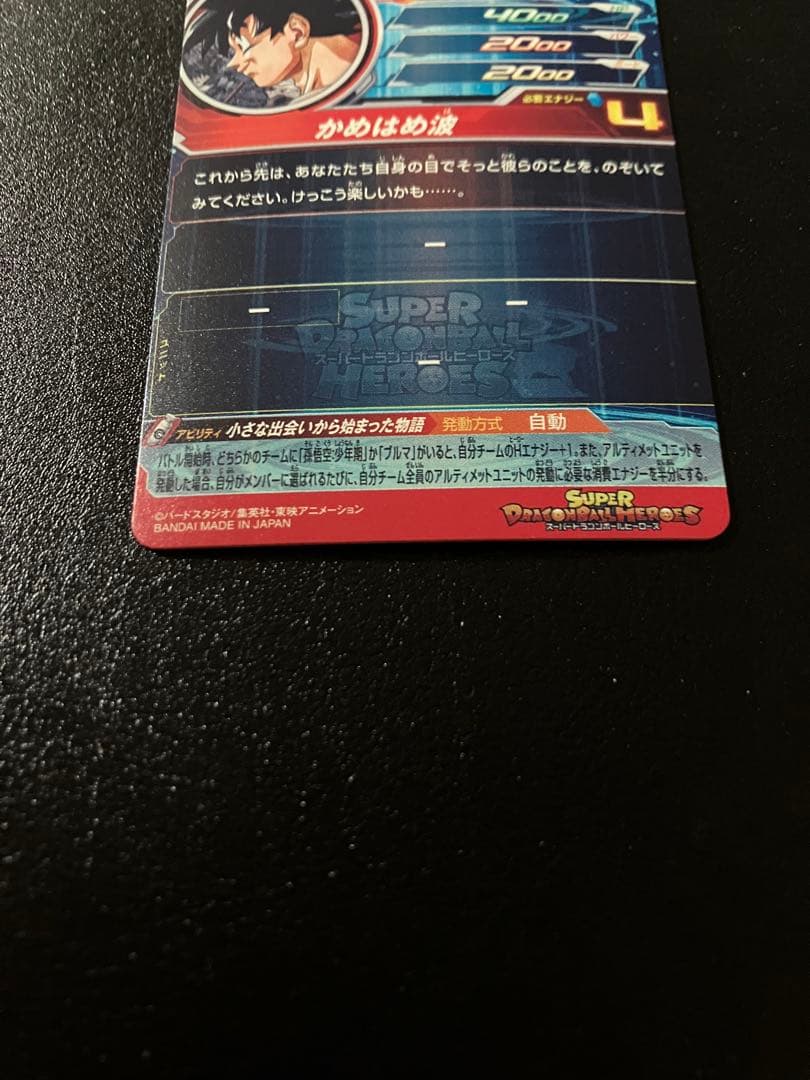 4000
2000
2000
必要エナジー 4
かめはめ波
これから先は、あなたたち自身の目でそっと彼らのことを、のぞいて
みてください。けっこう楽しいかも……。
ー
ー ー
ー
ユニット
SUPER
DRAGONBALL
スーパードラゴンボールヒーローズ
HEROES
アビリティ 小さな出会いから始まった物語 発動方式 自動
バトル開始時、どちらかのチームに「孫悟空:少年期」か「ブルマ」がいると、自分チームのHエナジー+1。また、アルティメットユニットを
発動した場合、自分がメンバーに選ばれるたびに、自分チーム全員のアルティメットユニットの発動に必要な消費エナジーを半分にする。
©バードスタジオ/集英社・東映アニメーション
BANDAI MADE IN JAPAN
SUPER
DRAGONBALL HEROES
スーパードラゴンボールヒーローズ